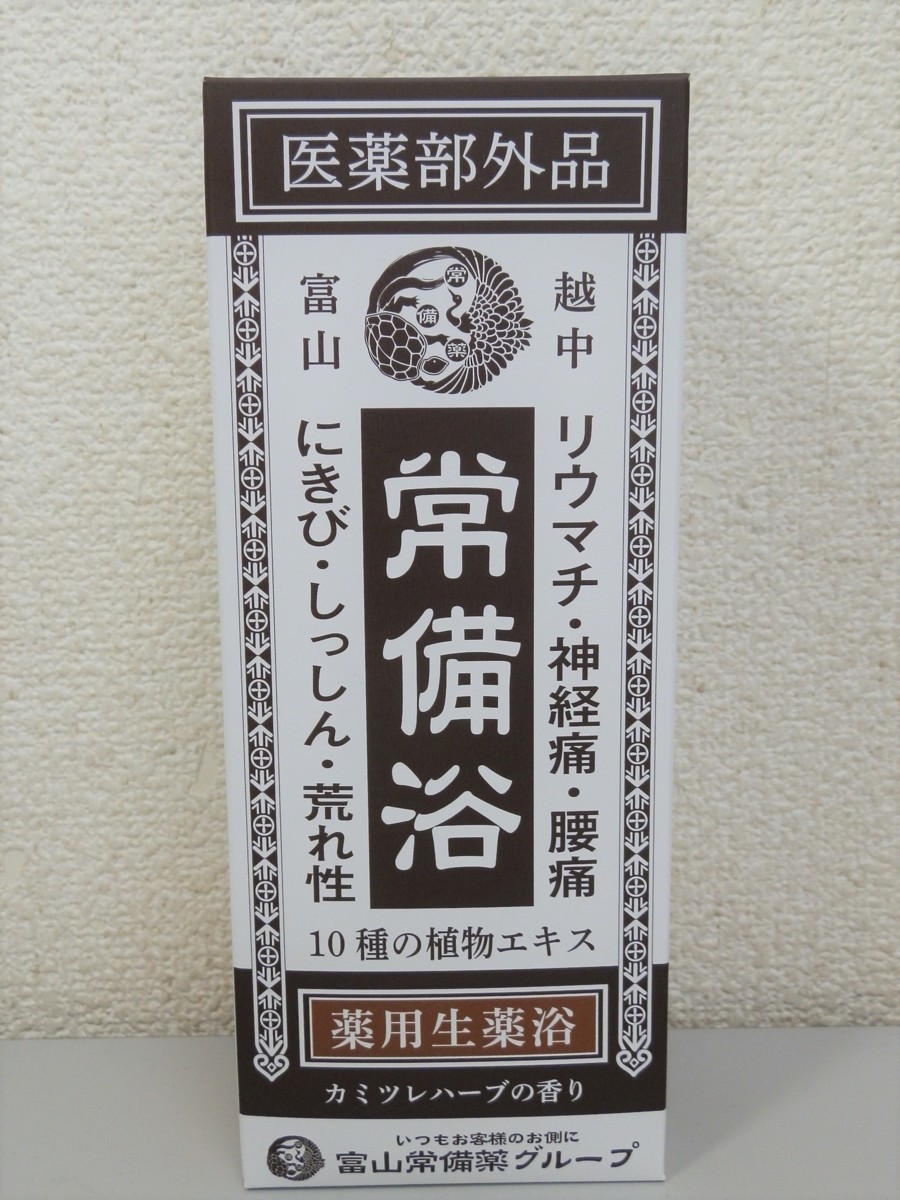 医薬部外品
越中
富山
常
備
薬
リウマチ・神経痛・腰痛
常備浴
にきび・しっしん・荒れ性
10種の植物エキス
薬用生薬浴
カミツレハーブの香り
いつもお客様のお側に
富山常備薬グループ